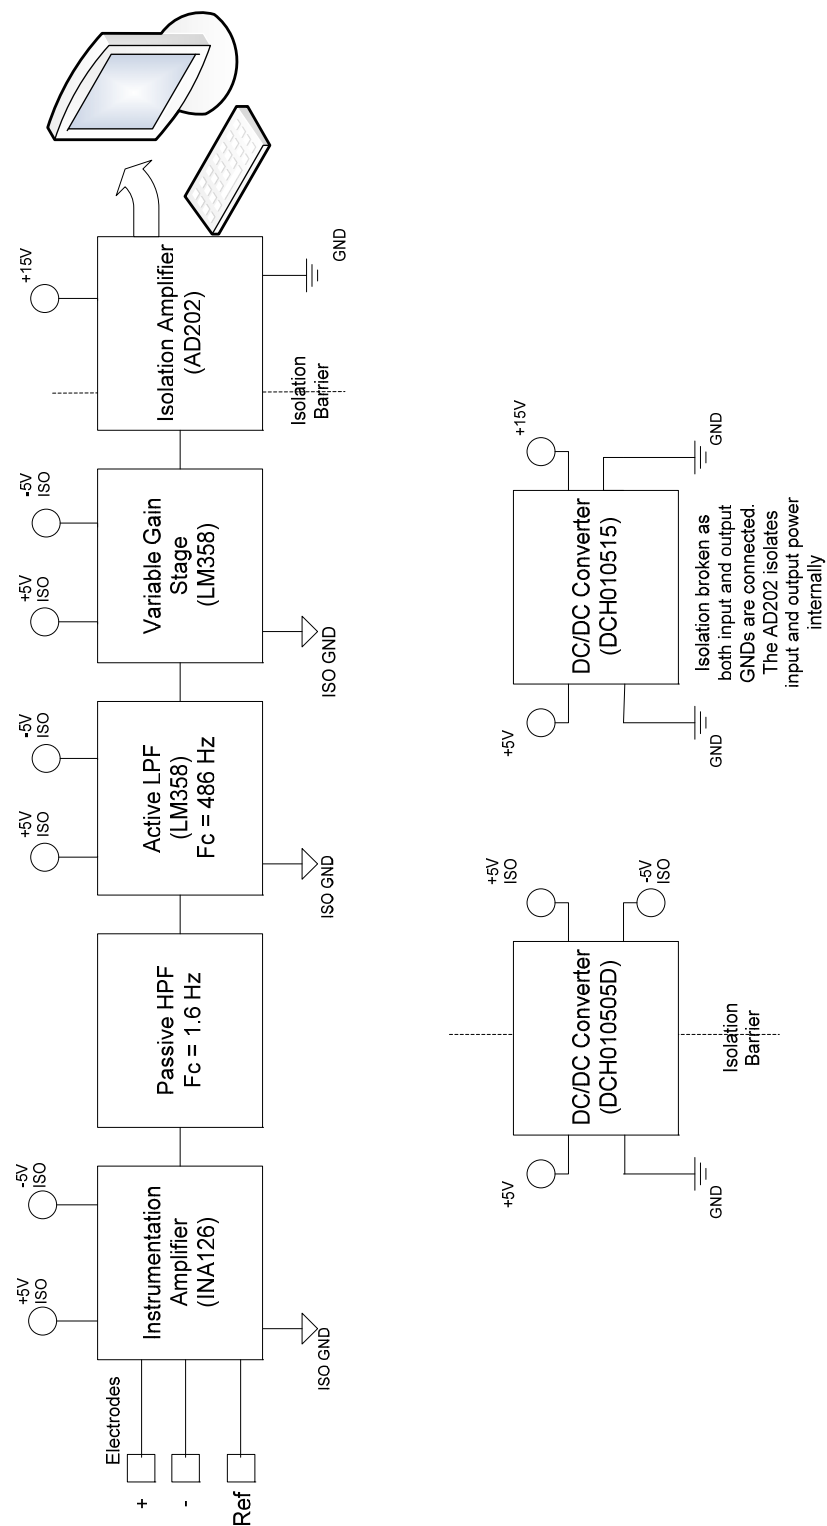 +5V
ISO
-5V
ISO
+5V
ISO
-5V
ISO
+5V
ISO
-5V
ISO
+15V
Electrodes
+
-
Ref
Instrumentation
Amplifier
(INA126)
Passive HPF
Fc = 1.6 Hz
Active LPF
(LM358)
Fc = 486 Hz
Variable Gain
Stage
(LM358)
Isolation Amplifier
(AD202)
ISO GND
ISO GND
ISO GND
Isolation
Barrier
GND
+5V
+5V
ISO
DC/DC Converter
(DCH010505D)
-5V
ISO
GND
Isolation
Barrier
+5V
+15V
DC/DC Converter
(DCH010515)
GND
GND
Isolation broken as
both input and output
GNDs are connected.
The AD202 isolates
input and output power
internally